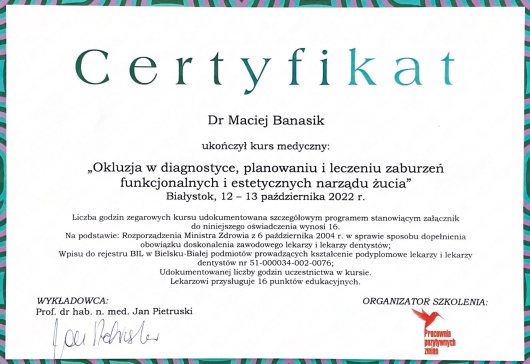 Certyfikat
Dr Maciej Banasik
ukończył kurs medyczny:
„Okluzja w diagnostyce, planowaniu i leczeniu zaburzeń
funkcjonalnych i estetycznych narządu żucia”
Białystok, 12 – 13 października 2022 r.
Liczba godzin zegarowych kursu udokumentowana szczegółowym programem stanowiącym załącznik
do niniejszego oświadczenia wynosi 16.
Na podstawie: Rozporządzenia Ministra Zdrowia z 6 października 2004 r. w sprawie sposobu dopełnienia
obowiązku doskonalenia zawodowego lekarzy i lekarzy dentystów;
Wpisu do rejestru BIL w Bielsku-Białej podmiotów prowadzących kształcenie podyplomowe lekarzy i lekarzy
dentystów nr 51-000034-002-0076;
Udokumentowanej liczby godzin uczestnictwa w kursie.
Lekarzowi przysługuje 16 punktów edukacyjnych.
WYKŁADOWCA:
Prof. dr hab. n. med. Jan Pietruski
ORGANIZATOR SZKOLENIA:
Pracownia
pozytywnych
zmian